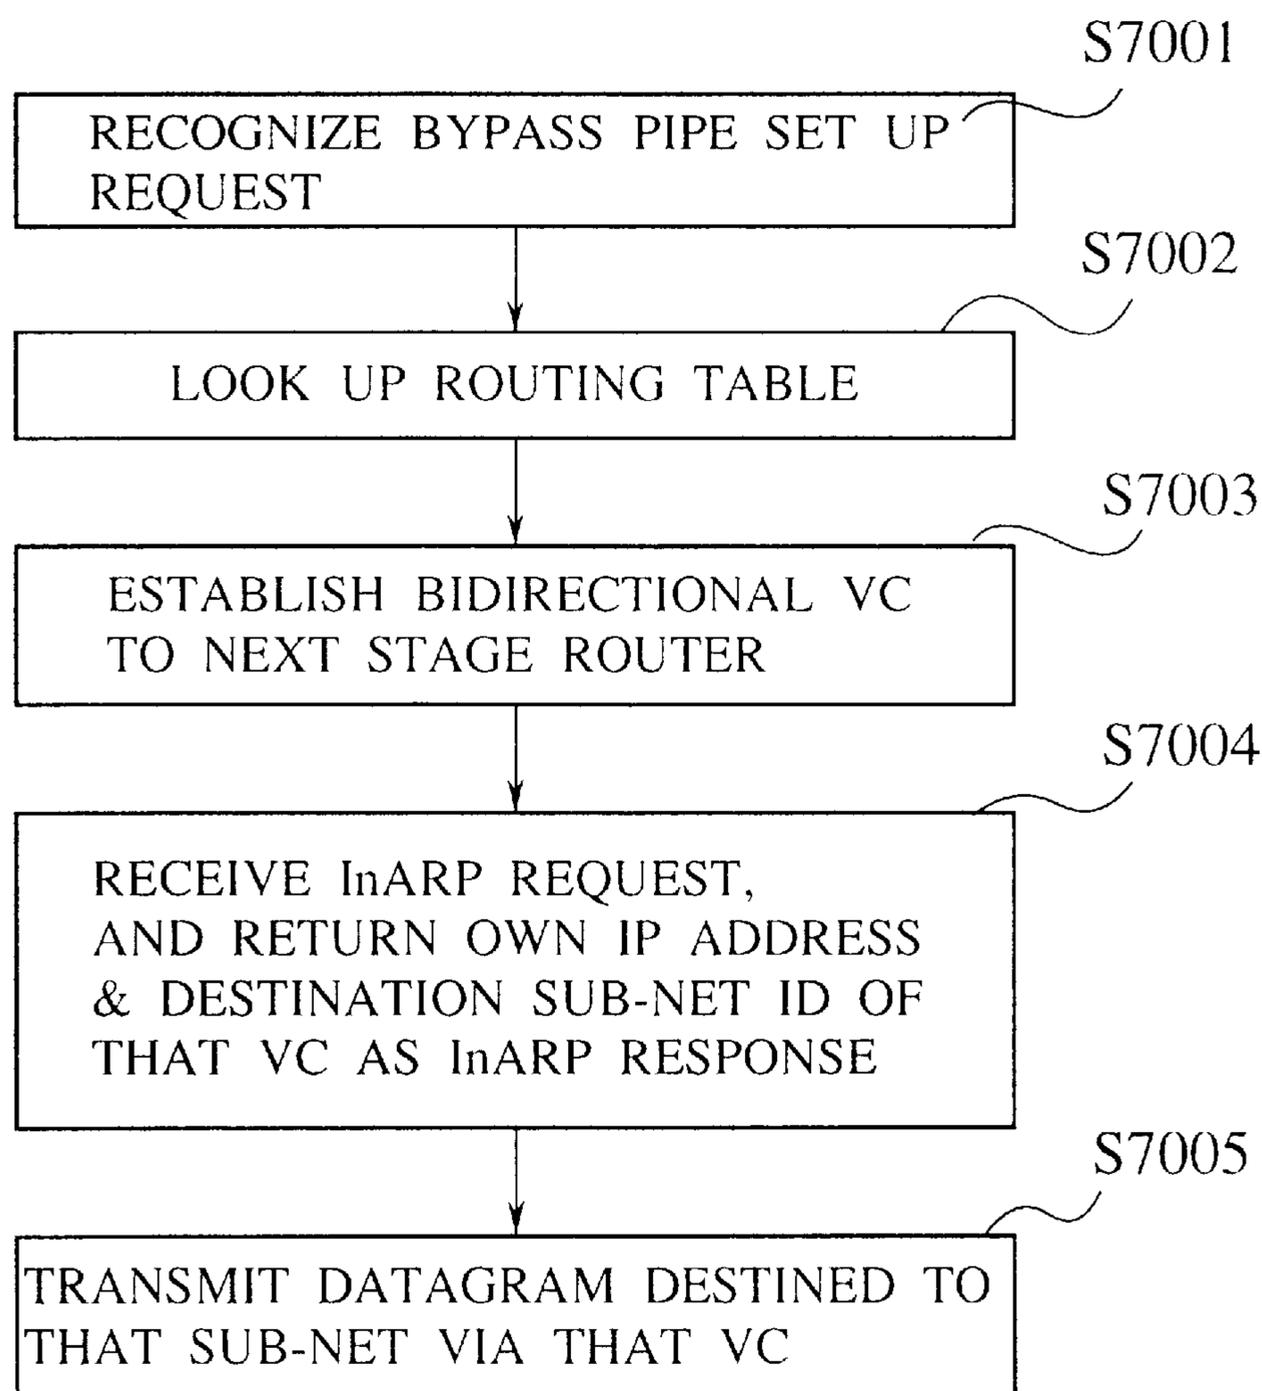 S7001
RECOGNIZE BYPASS PIPE SET UP
REQUEST
S7002
LOOK UP ROUTING TABLE
S7003
ESTABLISH BIDIRECTIONAL VC
TO NEXT STAGE ROUTER
S7004
RECEIVE InARP REQUEST,
AND RETURN OWN IP ADDRESS
& DESTINATION SUB-NET ID OF
THAT VC AS InARP RESPONSE
S7005
TRANSMIT DATAGRAM DESTINED TO
THAT SUB-NET VIA THAT VC